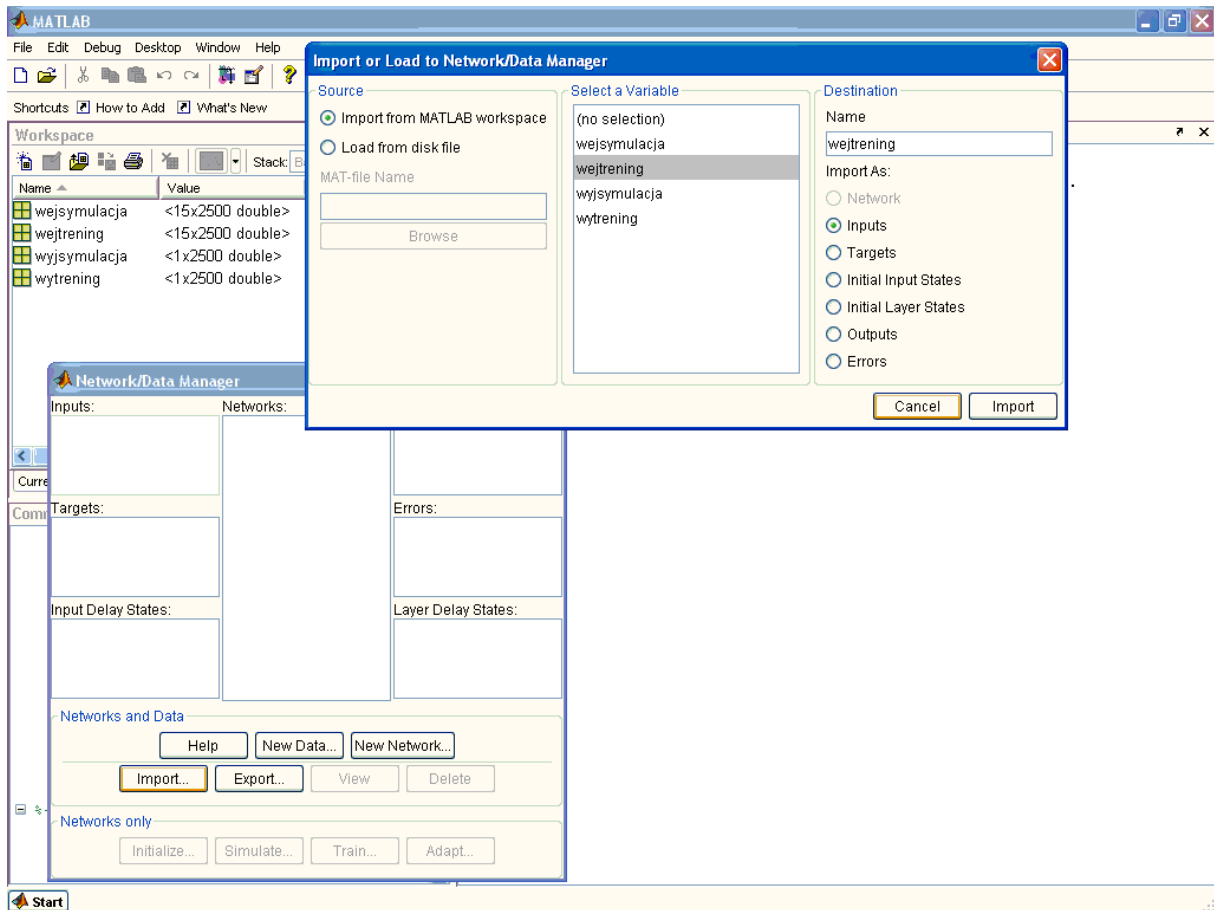 MATLAB
File Edit Debug Desktop Window Help
Shortcuts How to Add What's New
Workspace
Stack:
Name Value
wejsymulacja <15x2500 double>
wejtrening <15x2500 double>
wyjsymulacja <1x2500 double>
wytrening <1x2500 double>
Import or Load to Network/Data Manager
Source
Import from MATLAB workspace
Load from disk file
MAT-file Name
Browse
Select a Variable
(no selection)
wejsymulacja
wejtrening
wyjsymulacja
wytrening
Destination
Name
wejtrening
Import As:
Network
Inputs
Targets
Initial Input States
Initial Layer States
Outputs
Errors
Cancel Import
Network/Data Manager
Inputs: Networks:
Targets: Errors:
Input Delay States: Layer Delay States:
Networks and Data
Help New Data... New Network...
Import... Export... View Delete
Networks only
Initialize... Simulate... Train... Adapt...
Start